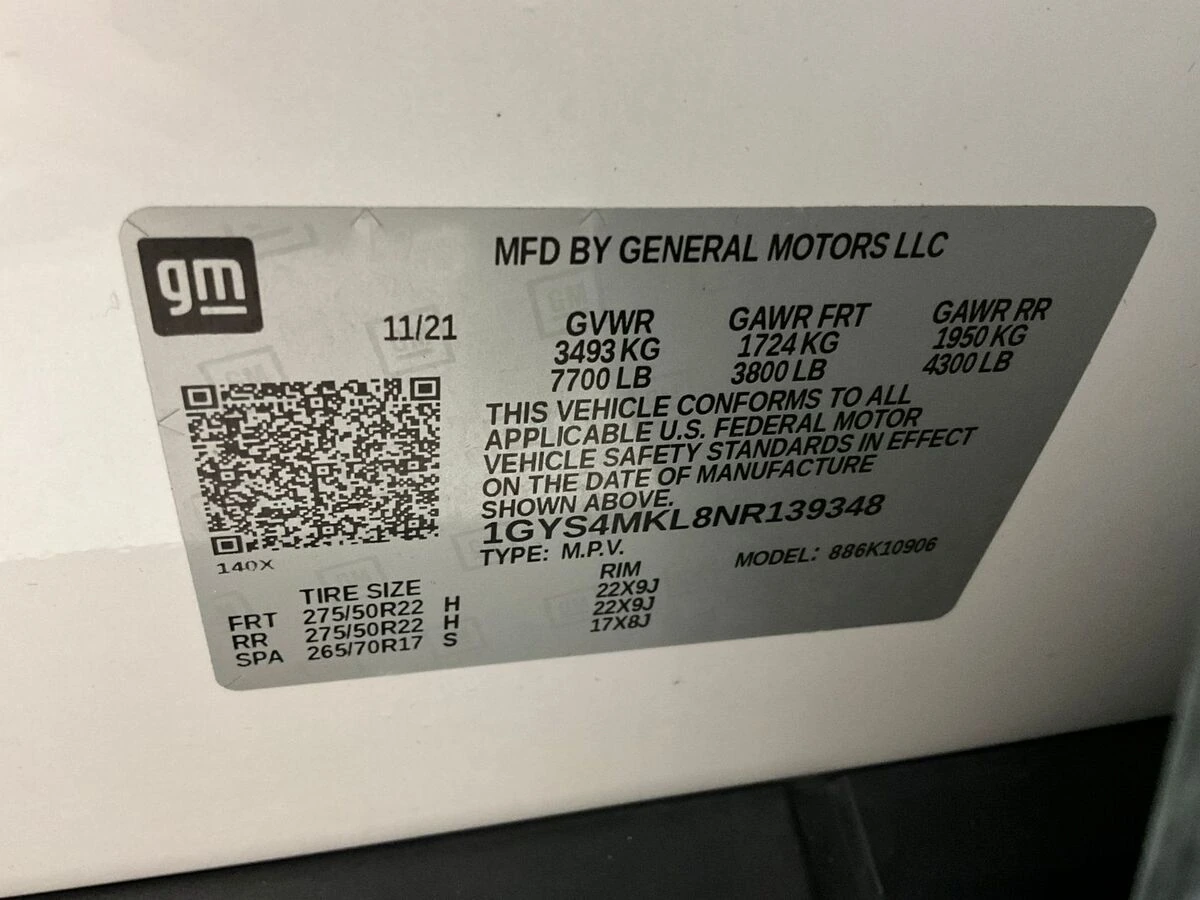 gm
MFD BY GENERAL MOTORS LLC
11/21
GVWR GAWR FRT GAWR RR
3493 KG 1724 KG 1950 KG
7700 LB 3800 LB 4300 LB
THIS VEHICLE CONFORMS TO ALL
APPLICABLE U.S. FEDERAL MOTOR
VEHICLE SAFETY STANDARDS IN EFFECT
ON THE DATE OF MANUFACTURE
SHOWN ABOVE.
1GYS4MKL8NR139348
TYPE: M.P.V. MODEL: 886K10906
140X
TIRE SIZE RIM
FRT 275/50R22 H 22X9J
RR 275/50R22 H 22X9J
SPA 265/70R17 S 17X8J